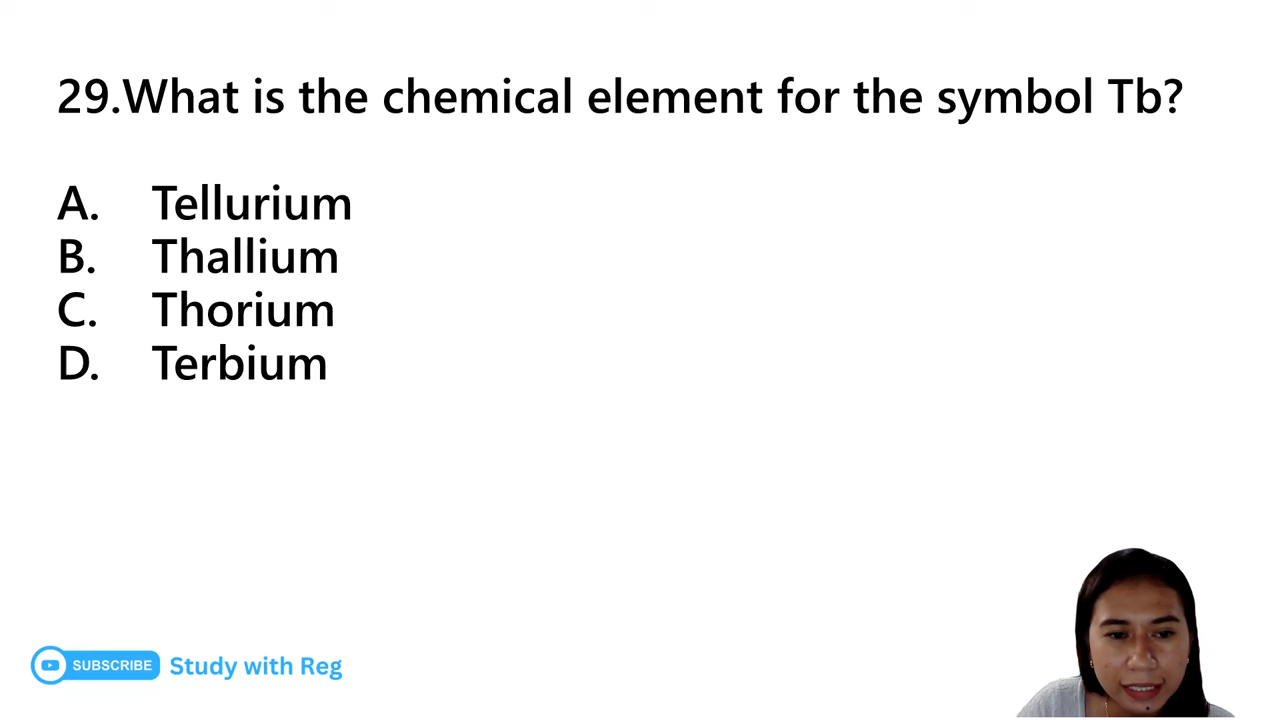 29.What is the chemical element for the symbol Tb?
A. Tellurium
B. Thallium
C. Thorium
D. Terbium
SUBSCRIBE Study with Reg